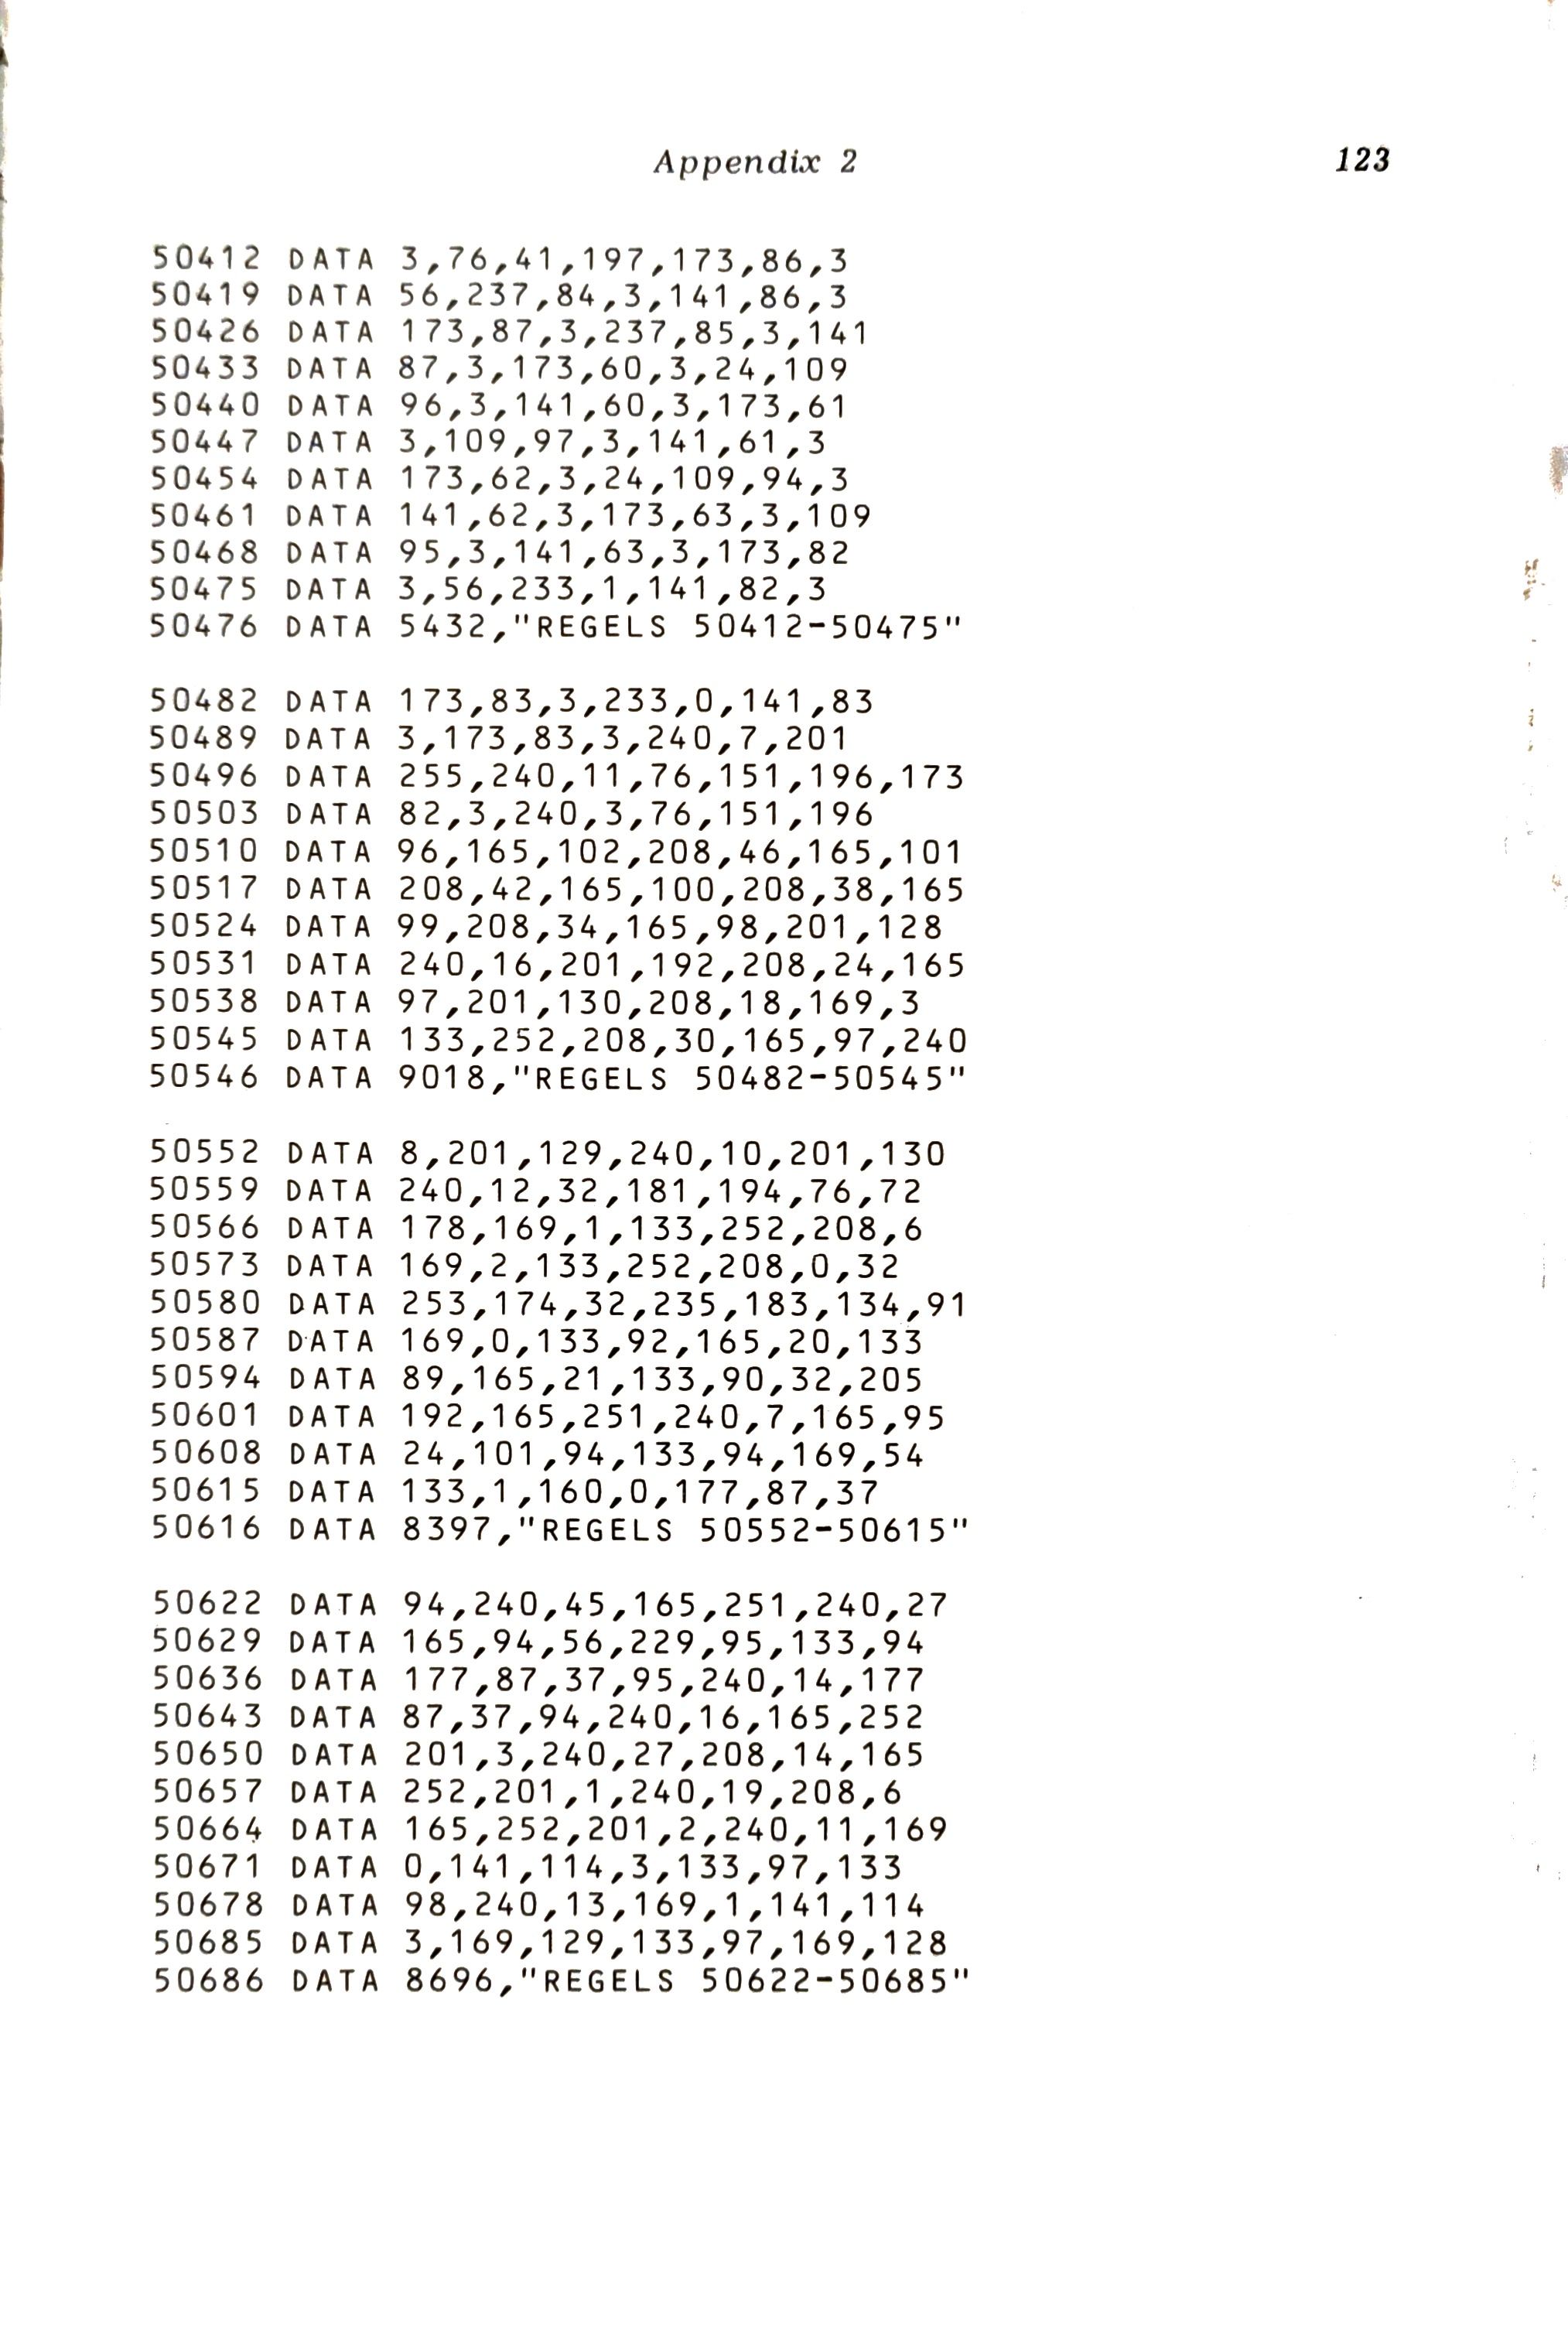 Appendix 2 123
50412 DATA 3,76,41,197,173,86,3
50419 DATA 56,237,84,3,141,86,3
50426 DATA 173,87,3,237,85,3,141
50433 DATA 87,3,173,60,3,24,109
50440 DATA 96,3,141,60,3,173,61
50447 DATA 3,109,97,3,141,61,3
50454 DATA 173,62,3,24,109,94,3
50461 DATA 141,62,3,173,63,3,109
50468 DATA 95,3,141,63,3,173,82
50475 DATA 3,56,233,1,141,82,3
50476 DATA 5432,"REGELS 50412-50475"
50482 DATA 173,83,3,233,0,141,83
50489 DATA 3,173,83,3,240,7,201
50496 DATA 255,240,11,76,151,196,173
50503 DATA 82,3,240,3,76,151,196
50510 DATA 96,165,102,208,46,165,101
50517 DATA 208,42,165,100,208,38,165
50524 DATA 99,208,34,165,98,201,128
50531 DATA 240,16,201,192,208,24,165
50538 DATA 97,201,130,208,18,169,3
50545 DATA 133,252,208,30,165,97,240
50546 DATA 9018,"REGELS 50482-50545"
50552 DATA 8,201,129,240,10,201,130
50559 DATA 240,12,32,181,194,76,72
50566 DATA 178,169,1,133,252,208,6
50573 DATA 169,2,133,252,208,0,32
50580 DATA 253,174,32,235,183,134,91
50587 DATA 169,0,133,92,165,20,133
50594 DATA 89,165,21,133,90,32,205
50601 DATA 192,165,251,240,7,165,95
50608 DATA 24,101,94,133,94,169,54
50615 DATA 133,1,160,0,177,87,37
50616 DATA 8397,"REGELS 50552-50615"
50622 DATA 94,240,45,165,251,240,27
50629 DATA 165,94,56,229,95,133,94
50636 DATA 177,87,37,95,240,14,177
50643 DATA 87,37,94,240,16,165,252
50650 DATA 201,3,240,27,208,14,165
50657 DATA 252,201,1,240,19,208,6
50664 DATA 165,252,201,2,240,11,169
50671 DATA 0,141,114,3,133,97,133
50678 DATA 98,240,13,169,1,141,114
50685 DATA 3,169,129,133,97,169,128
50686 DATA 8696,"REGELS 50622-50685"